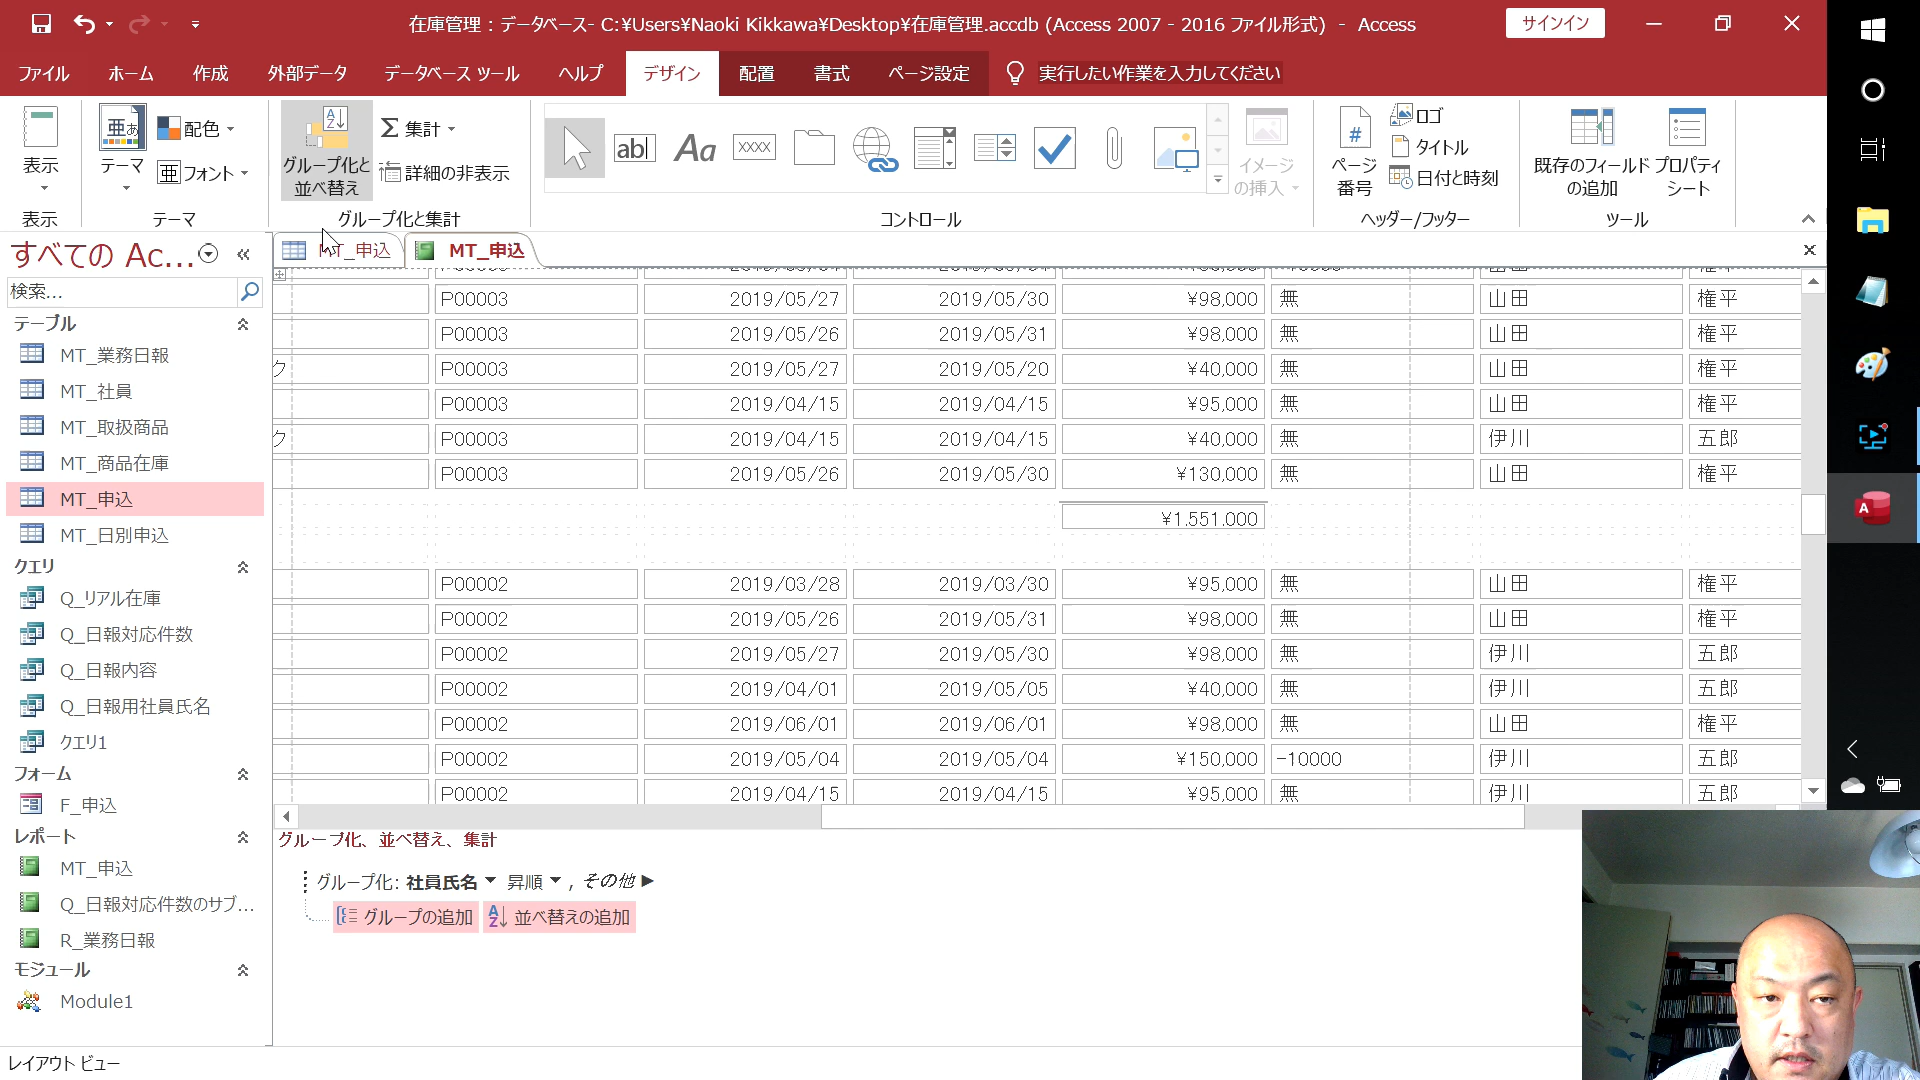 在庫管理 : データベース- C:¥Users¥Naoki Kikkawa¥Desktop¥在庫管理.accdb (Access 2007 - 2016 ファイル形式) - Access
サインイン
ファイル ホーム 作成 外部データ データベース ツール ヘルプ デザイン 配置 書式 ページ設定 実行したい作業を入力してください
表示
テーマ
亜あ
配色
亜 フォント
グループ化と
並べ替え
Σ 集計
詳細の非表示
ab|
Aa
XXXX
イメージ
の挿入
#
ページ
番号
ロゴ
タイトル
日付と時刻
既存のフィールド
の追加
プロパティ
シート
表示 テーマ グループ化と集計 コントロール ヘッダー/フッター ツール
すべての Ac...
検索...
テーブル
MT_業務日報
MT_社員
MT_取扱商品
MT_商品在庫
MT_申込
MT_日別申込
クエリ
Q_リアル在庫
Q_日報対応件数
Q_日報内容
Q_日報用社員氏名
クエリ1
フォーム
F_申込
レポート
MT_申込
Q_日報対応件数のサブ...
R_業務日報
モジュール
Module1
MT_申込 MT_申込
P00003 2019/05/27 2019/05/30 ¥98,000 無 山田 権平
P00003 2019/05/26 2019/05/31 ¥98,000 無 山田 権平
ク P00003 2019/05/27 2019/05/20 ¥40,000 無 山田 権平
P00003 2019/04/15 2019/04/15 ¥95,000 無 山田 権平
ク P00003 2019/04/15 2019/04/15 ¥40,000 無 伊川 五郎
P00003 2019/05/26 2019/05/30 ¥130,000 無 山田 権平
¥1.551.000
P00002 2019/03/28 2019/03/30 ¥95,000 無 山田 権平
P00002 2019/05/26 2019/05/31 ¥98,000 無 山田 権平
P00002 2019/05/27 2019/05/30 ¥98,000 無 伊川 五郎
P00002 2019/04/01 2019/05/05 ¥40,000 無 伊川 五郎
P00002 2019/06/01 2019/06/01 ¥98,000 無 山田 権平
P00002 2019/05/04 2019/05/04 ¥150,000 -10000 伊川 五郎
P00002 2019/04/15 2019/04/15 ¥95,000 無 伊川 五郎
グループ化、並べ替え、集計
グループ化: 社員氏名 昇順 , その他
グループの追加 並べ替えの追加
レイアウト ビュー